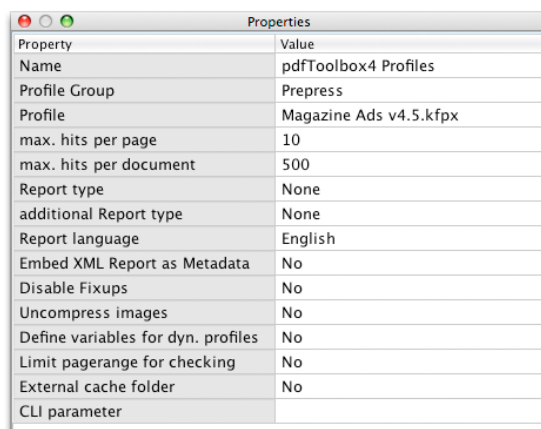 Properties
Property Value
Name pdfToolbox4 Profiles
Profile Group Prepress
Profile Magazine Ads v4.5.kfpx
max. hits per page 10
max. hits per document 500
Report type None
additional Report type None
Report language English
Embed XML Report as Metadata No
Disable Fixups No
Uncompress images No
Define variables for dyn. profiles No
Limit pagerange for checking No
External cache folder No
CLI parameter